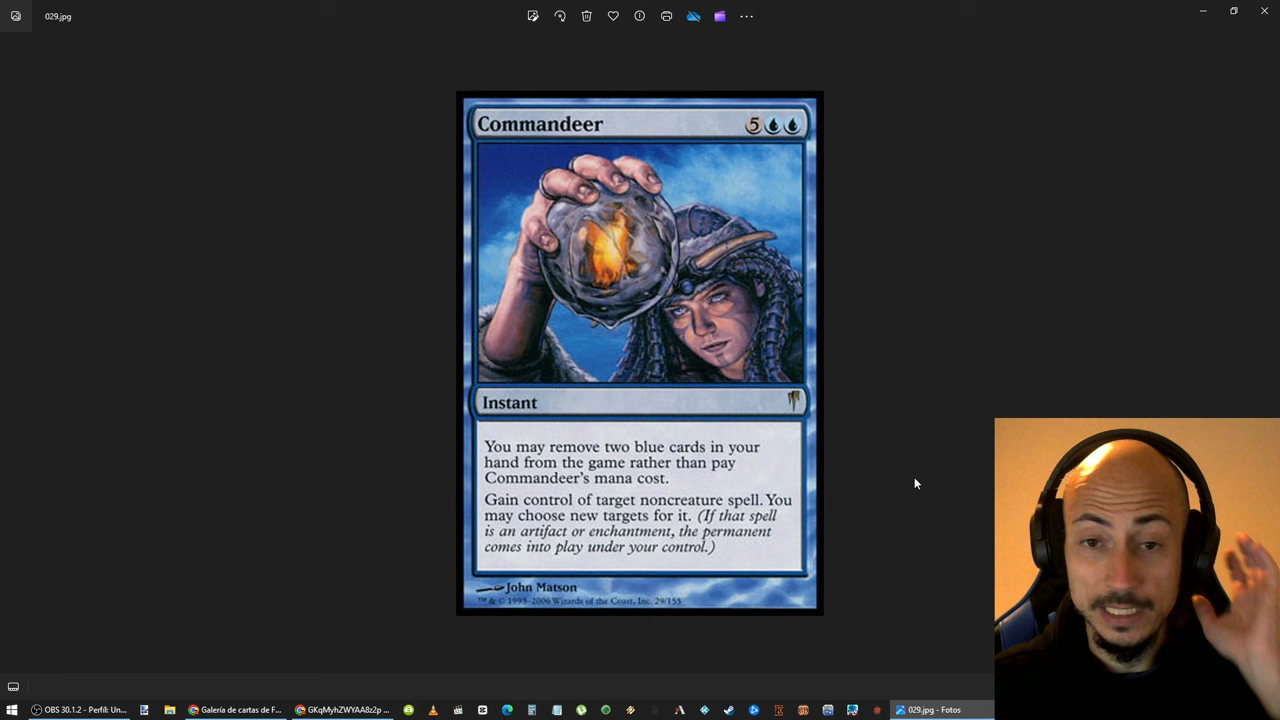 029.jpg
Commandeer
5
Instant
You may remove two blue cards in your
hand from the game rather than pay
Commandeer's mana cost.
Gain control of target noncreature spell. You
may choose new targets for it. (If that spell
is an artifact or enchantment, the permanent
comes into play under your control.)
John Matson
™ & © 1993–2006 Wizards of the Coast, Inc. 29/155
OBS 30.1.2 - Perfil: Un...
Galería de cartas de F...
GKqMyhZWYAA8z2p ...
029.jpg - Fotos